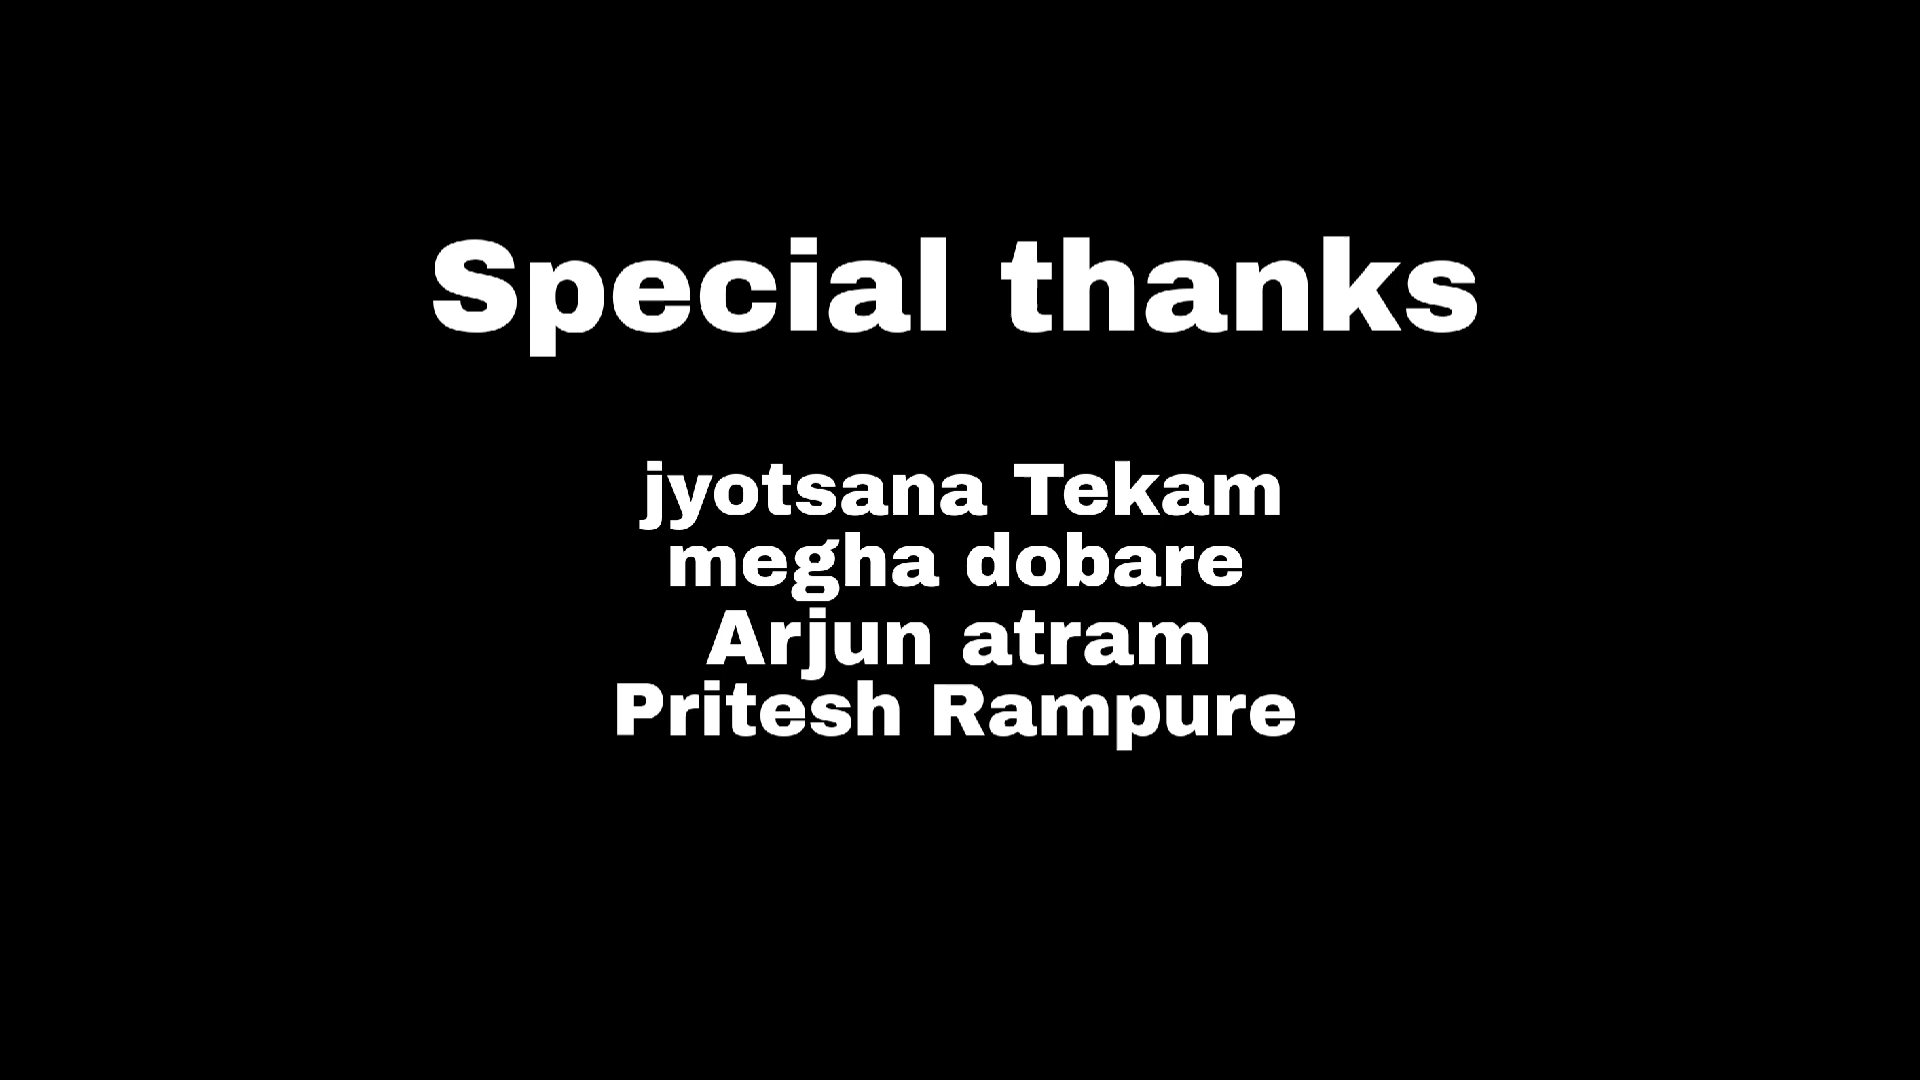 Special thanks
jyotsana Tekam
megha dobare
Arjun atram
Pritesh Rampure